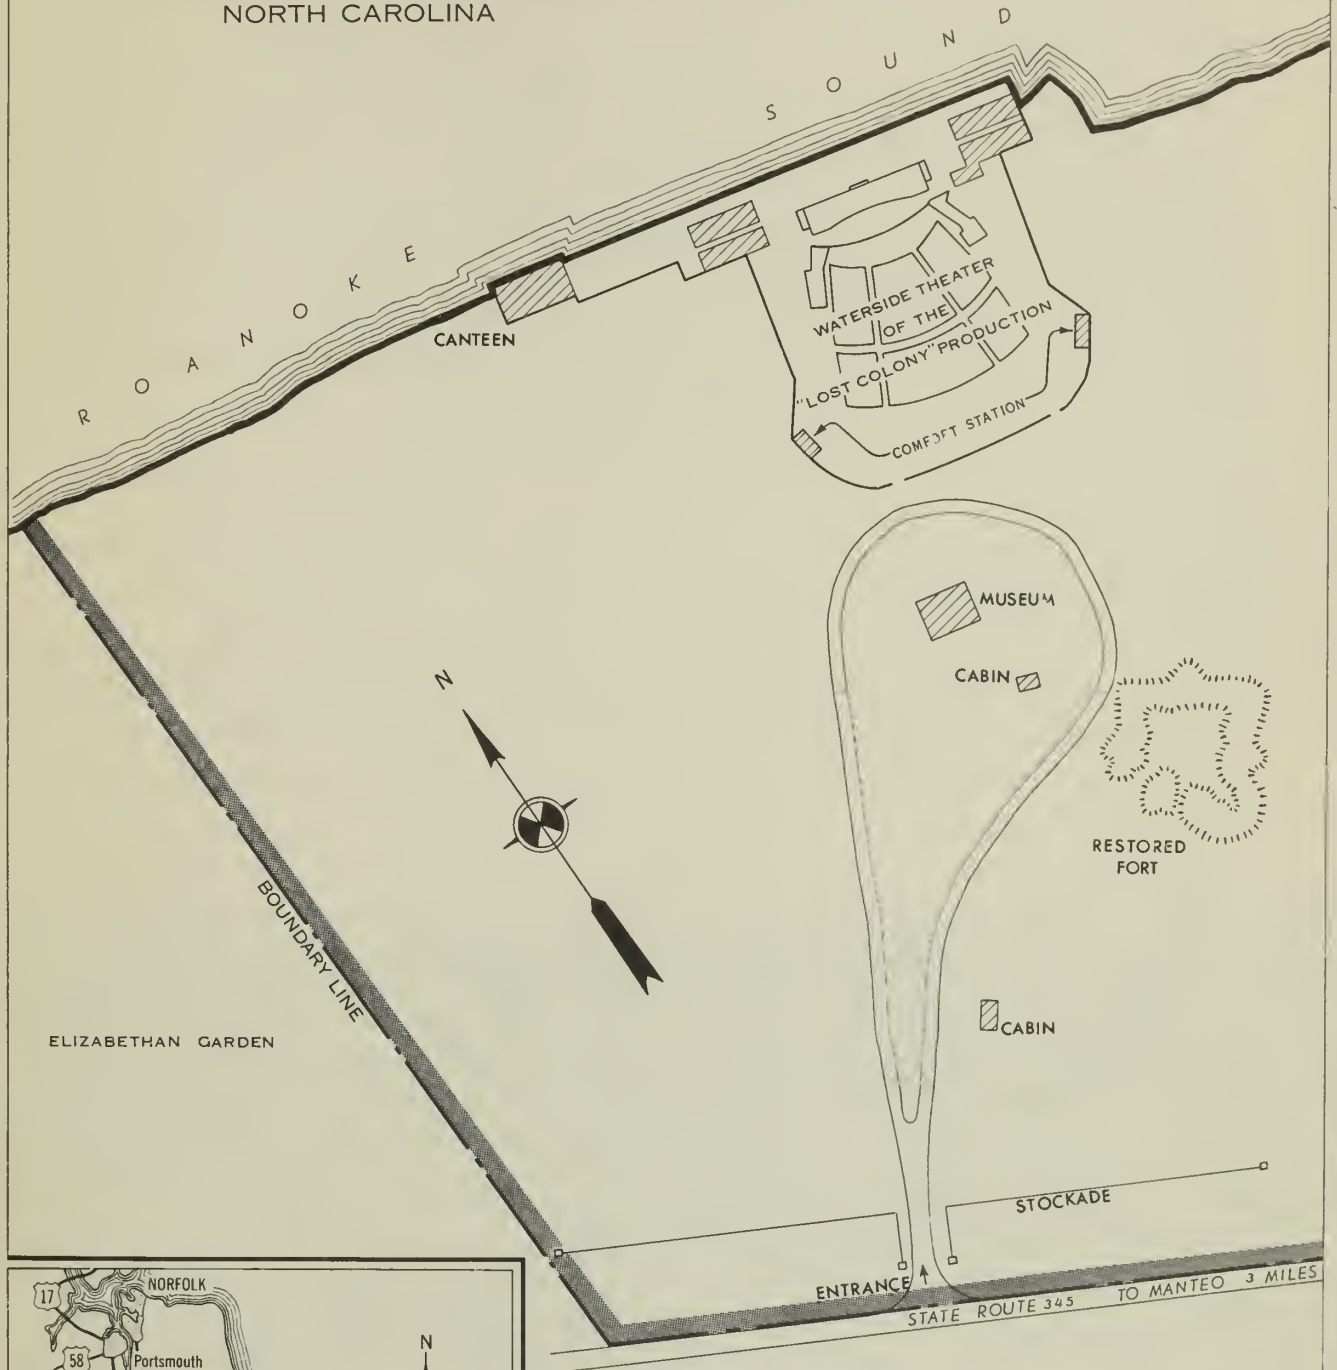 NORTH CAROLINA
ROANOKE SOUND
CANTEEN
WATERSIDE THEATER
OF THE
"LOST COLONY" PRODUCTION
COMFORT STATION
MUSEUM
CABIN
N
RESTORED
FORT
BOUNDARY LINE
ELIZABETHAN GARDEN
CABIN
STOCKADE
ENTRANCE
STATE ROUTE 345 TO MANTEO 3 MILES
17
NORFOLK
58
Portsmouth
N